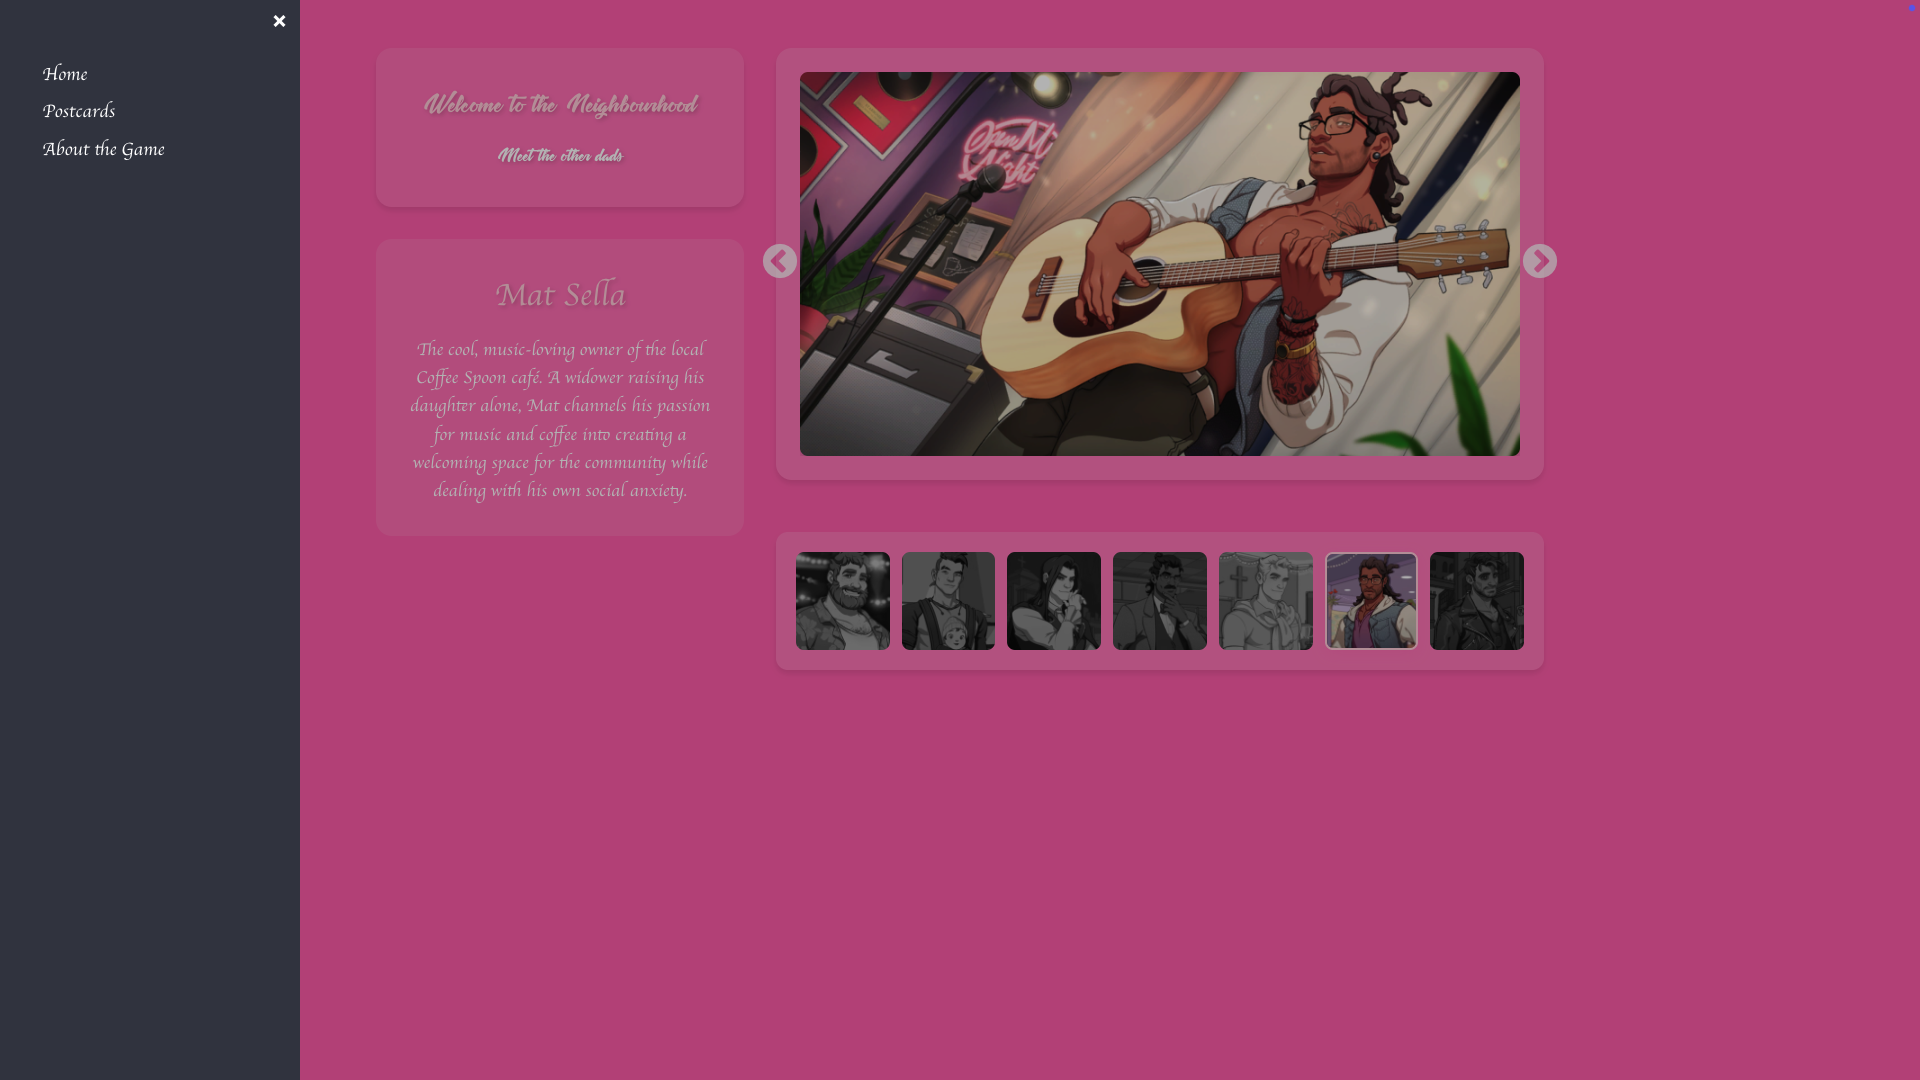 ×
Home
Postcards
About the Game
Welcome to the Neighbourhood
Meet the other dads
Mat Sella
The cool, music-loving owner of the local
Coffee Spoon café. A widower raising his
daughter alone, Mat channels his passion
for music and coffee into creating a
welcoming space for the community while
dealing with his own social anxiety.
Open Mi
Night